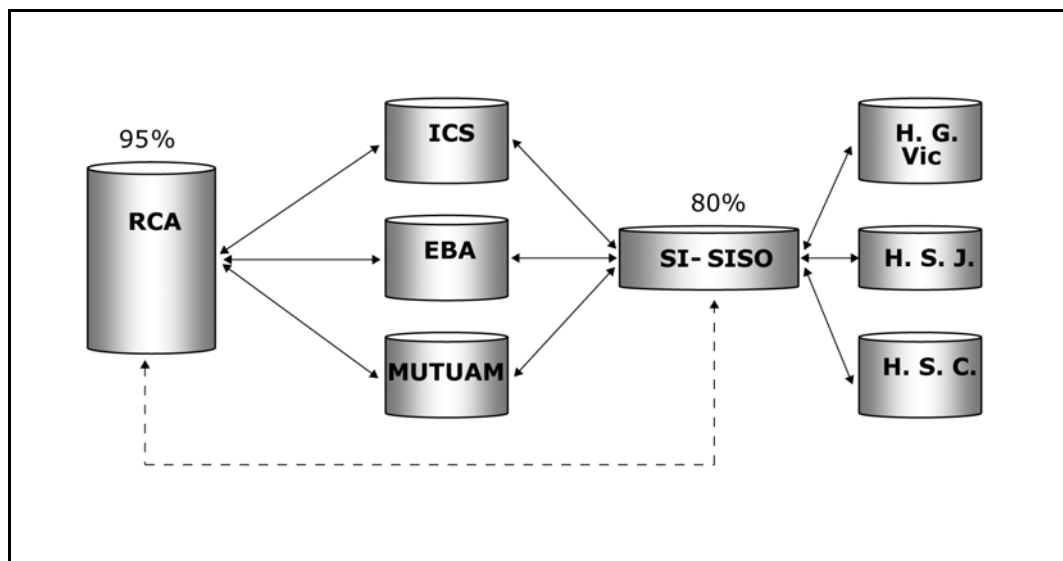 95%
RCA
ICS
EBA
MUTUAM
80%
SI- SISO
H. G.
Vic
H. S. J.
H. S. C.